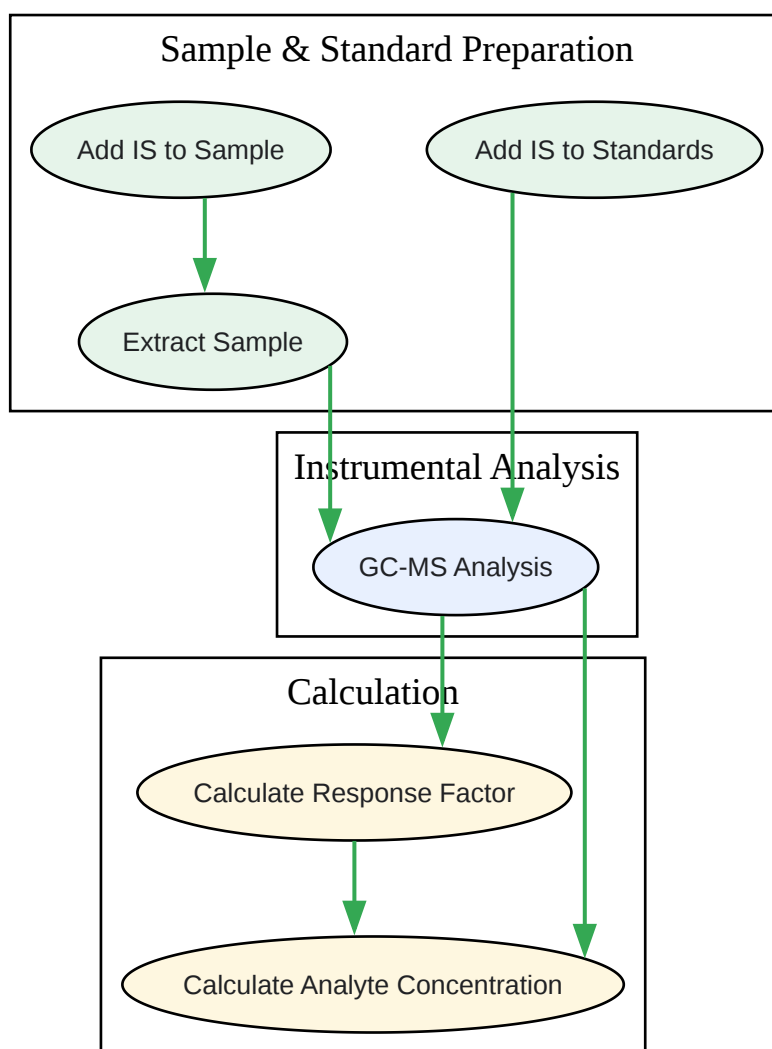 Sample & Standard Preparation
Add IS to Sample
Add IS to Standards
Extract Sample
Instrumental Analysis
GC-MS Analysis
Calculation
Calculate Response Factor
Calculate Analyte Concentration